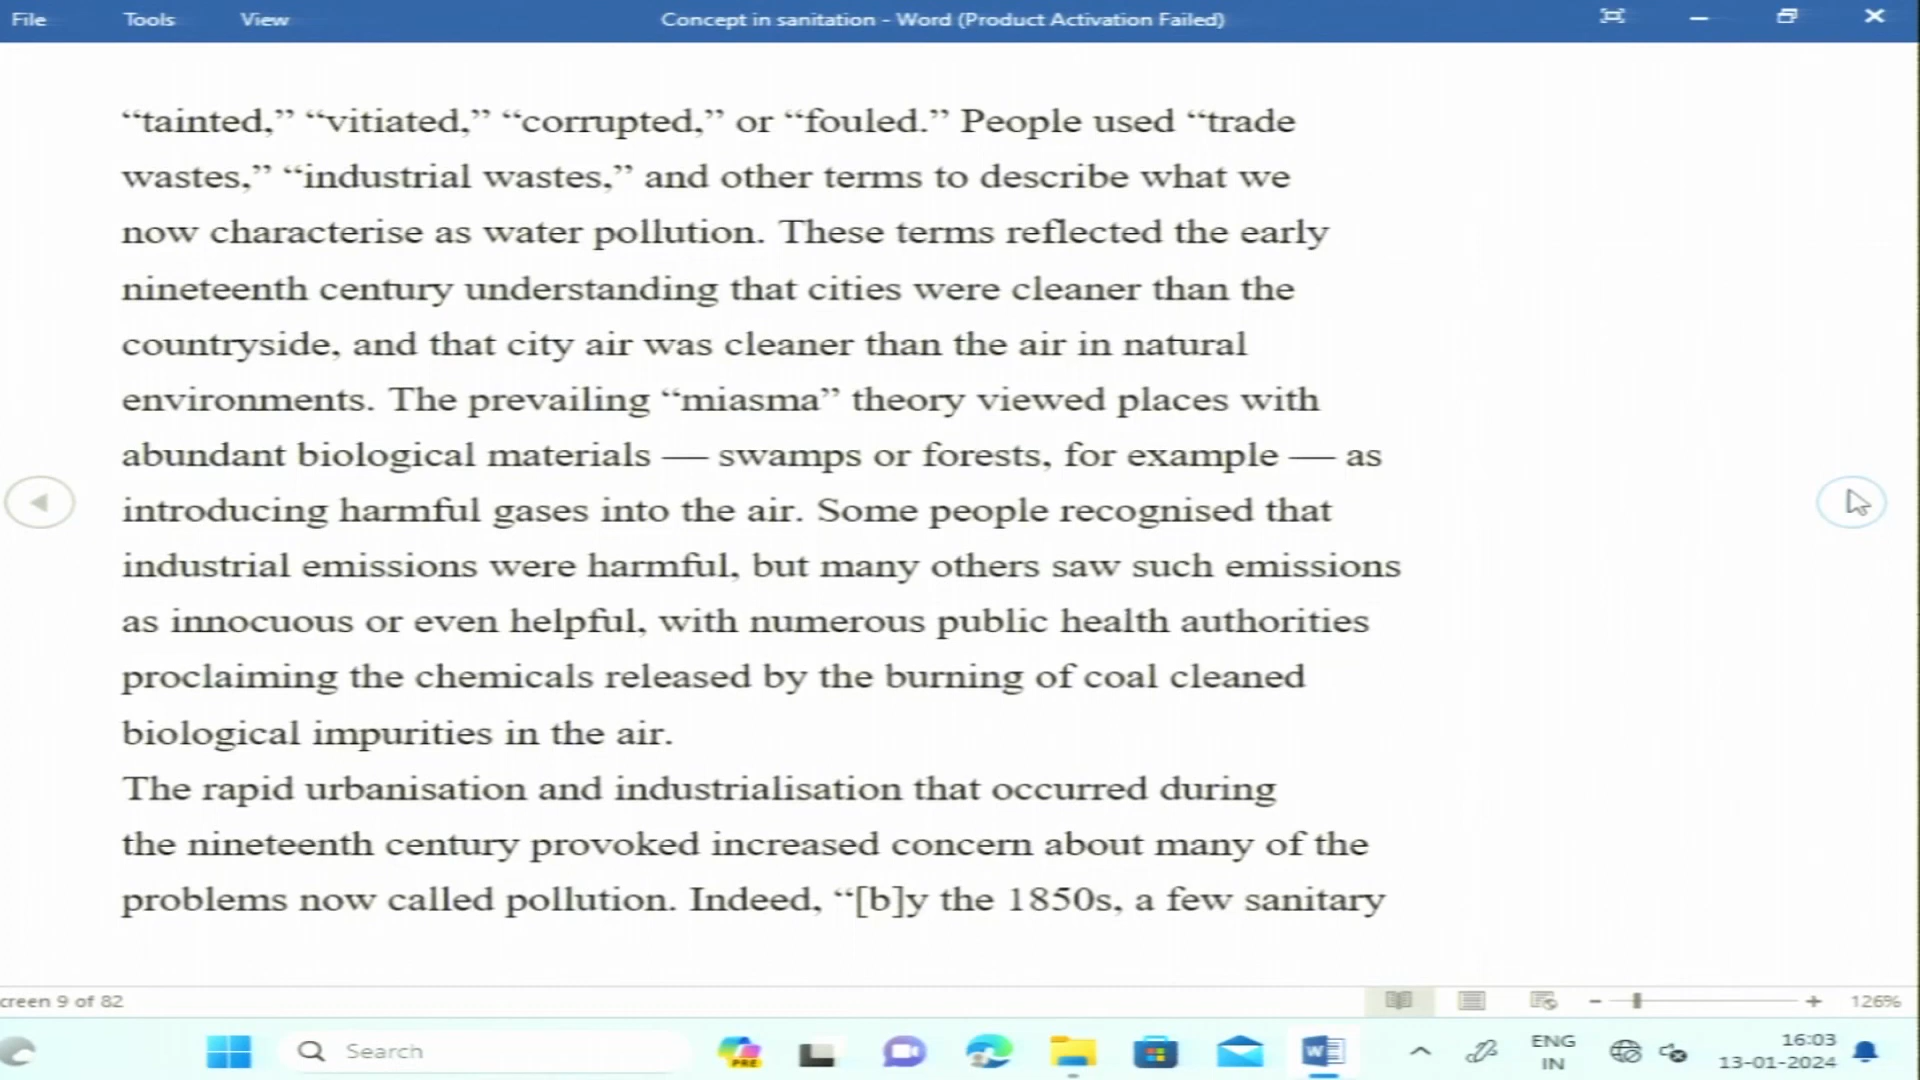 File Tools View Concept in sanitation - Word (Product Activation Failed)
“tainted,” “vitiated,” “corrupted,” or “fouled.” People used “trade
wastes,” “industrial wastes,” and other terms to describe what we
now characterise as water pollution. These terms reflected the early
nineteenth century understanding that cities were cleaner than the
countryside, and that city air was cleaner than the air in natural
environments. The prevailing “miasma” theory viewed places with
abundant biological materials — swamps or forests, for example — as
introducing harmful gases into the air. Some people recognised that
industrial emissions were harmful, but many others saw such emissions
as innocuous or even helpful, with numerous public health authorities
proclaiming the chemicals released by the burning of coal cleaned
biological impurities in the air.
The rapid urbanisation and industrialisation that occurred during
the nineteenth century provoked increased concern about many of the
problems now called pollution. Indeed, “[b]y the 1850s, a few sanitary
creen 9 of 82 126%
Search PRE W ENG 16:03
IN 13-01-2024